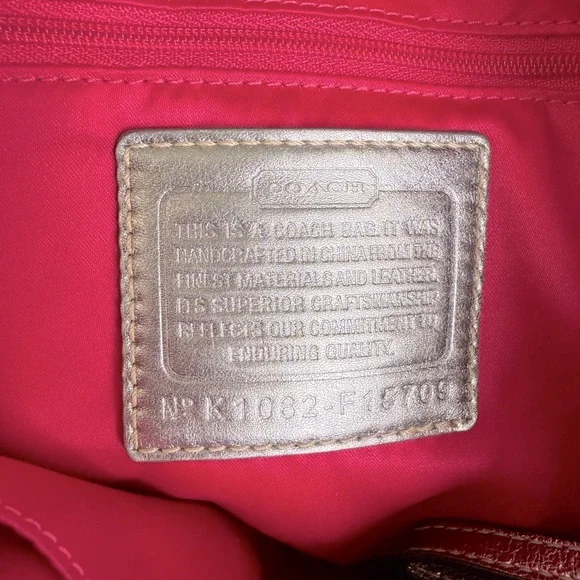 COACH
THIS IS A COACH BAG. IT WAS
HANDCRAFTED IN CHINA FROM THE
FINEST MATERIALS AND LEATHER.
ITS SUPERIOR CRAFTSMANSHIP
REFLECTS OUR COMMITMENT TO
ENDURING QUALITY.
Nº K1082-F15709